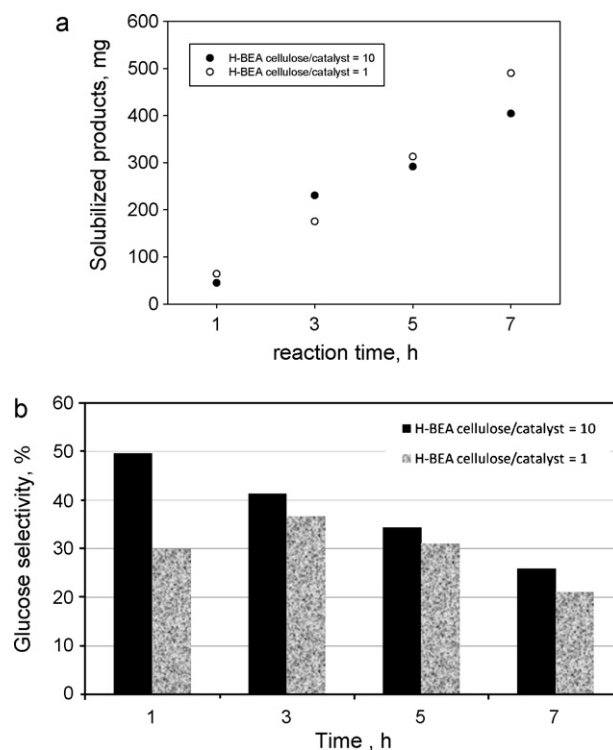 a
600
500
400
300
200
100
0
Solubilized products, mg
H-BEA cellulose/catalyst = 10
H-BEA cellulose/catalyst = 1
1 3 5 7
reaction time, h
b
60
50
40
30
20
10
0
Glucose selectivity, %
H-BEA cellulose/catalyst = 10
H-BEA cellulose/catalyst = 1
1 3 5 7
Time , h